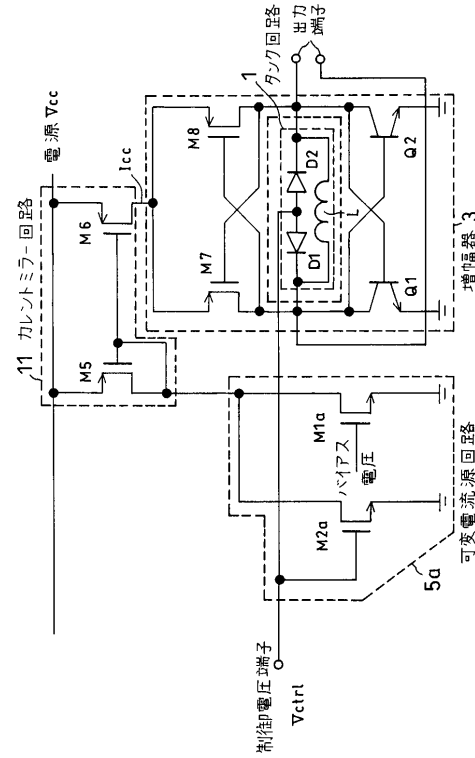 電源 Vcc
11 カレントミラー回路
M5
M6
Icc
M7
M8
1
タンク回路
出力
端子
D1
D2
L
Q1
Q2
増幅器 3
制御電圧端子
Vctrl
M2a
バイアス
電圧
M1a
5a
可変電流源回路